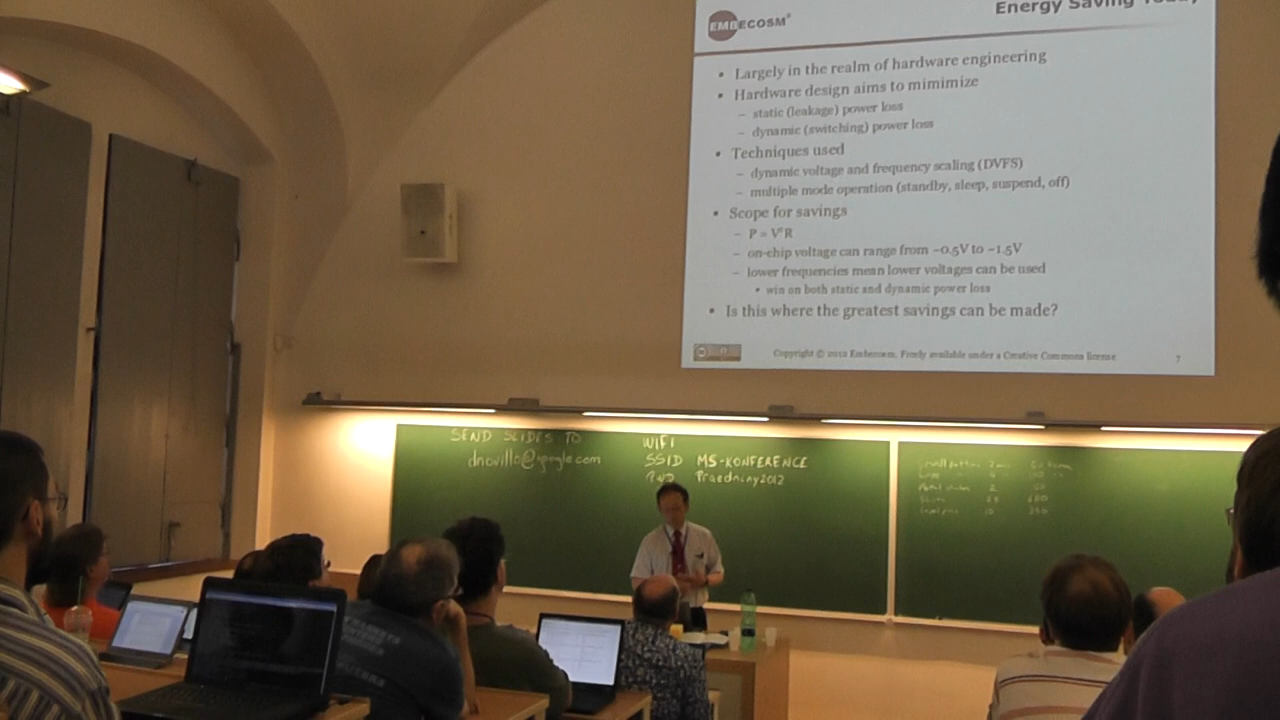 EMBECOSM®
Energy Saving Today
• Largely in the realm of hardware engineering
• Hardware design aims to mimimize
– static (leakage) power loss
– dynamic (switching) power loss
• Techniques used
– dynamic voltage and frequency scaling (DVFS)
– multiple mode operation (standby, sleep, suspend, off)
• Scope for savings
– P = V²R
– on-chip voltage can range from ~0.5V to ~1.5V
– lower frequencies mean lower voltages can be used
• win on both static and dynamic power loss
• Is this where the greatest savings can be made?
Copyright © 2012 Embecosm. Freely available under a Creative Commons license
7
SEND SLIDES TO
dnovillo@google.com
WIFI
SSID MS-KONFERENCE
PWD Praedniny2012